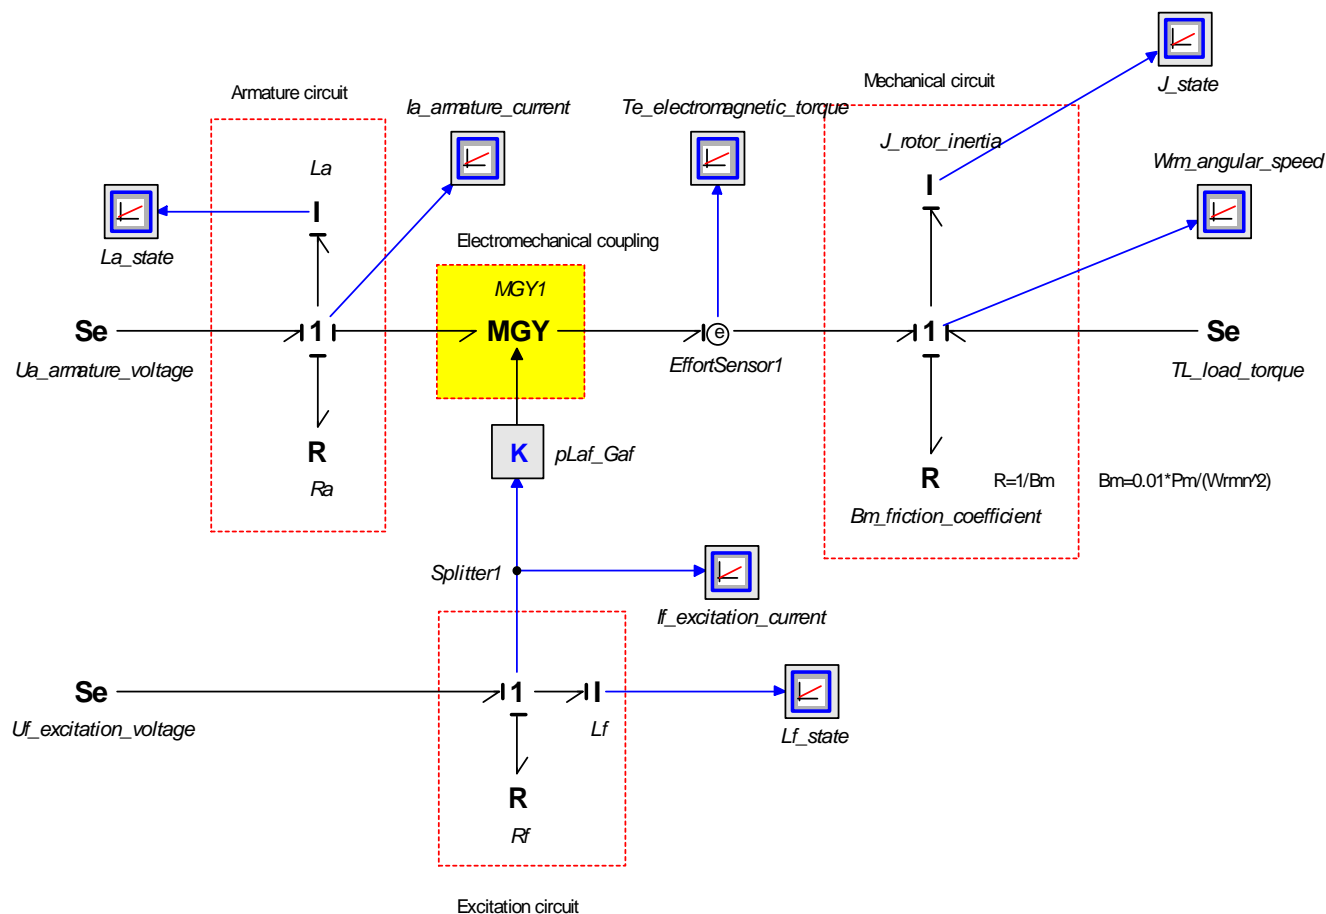 J_state
Mechanical circuit
Armature circuit
Ia_armature_current
Te_electromagnetic_torque
J_rotor_inertia
Wrm_angular_speed
La
I
I
La_state
Electromechanical coupling
MGY1
Se
1
MGY
e
1
Se
Ua_armature_voltage
EffortSensor1
TL_load_torque
R
K
pLaf_Gaf
R
R=1/Bm
Bm=0.01*Pm/(Wrmn^2)
Ra
Bm_friction_coefficient
Splitter1
If_excitation_current
Se
1
I
Uf_excitation_voltage
Lf
Lf_state
R
Rf
Excitation circuit